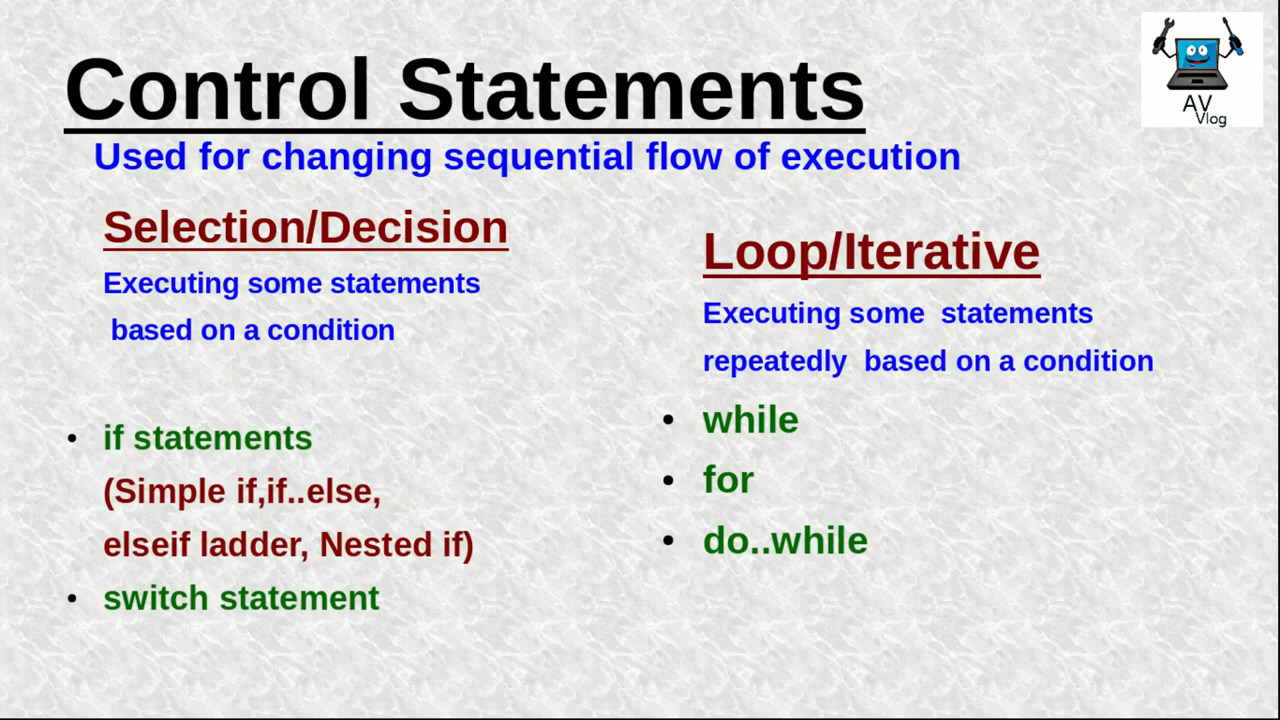 Control Statements
Used for changing sequential flow of execution
Selection/Decision
Executing some statements
based on a condition
• if statements
(Simple if,if..else,
elseif ladder, Nested if)
• switch statement
Loop/Iterative
Executing some  statements
repeatedly  based on a condition
• while
• for
• do..while
AV
Vlog